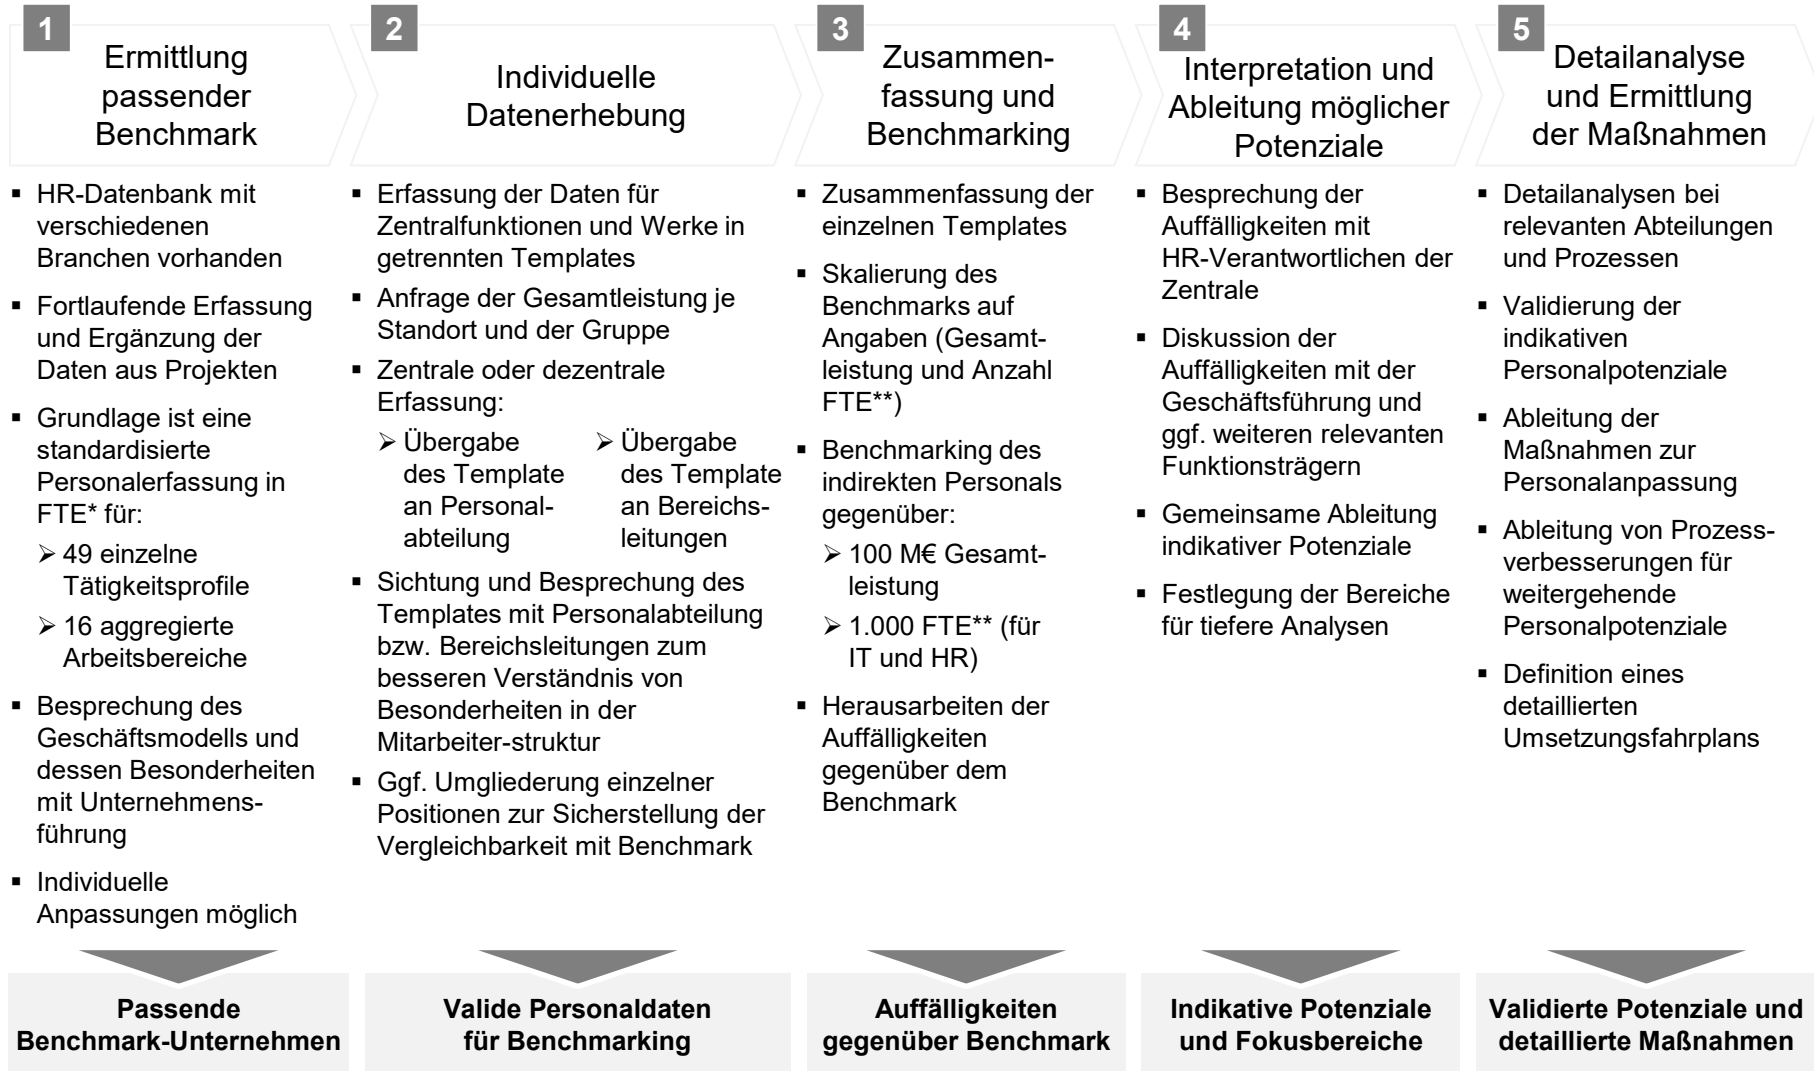 1
Ermittlung
passender
Benchmark
▪ HR-Datenbank mit
verschiedenen
Branchen vorhanden
▪ Fortlaufende Erfassung
und Ergänzung der
Daten aus Projekten
▪ Grundlage ist eine
standardisierte
Personalerfassung in
FTE* für:
➢ 49 einzelne
Tätigkeitsprofile
➢ 16 aggregierte
Arbeitsbereiche
▪ Besprechung des
Geschäftsmodells und
dessen Besonderheiten
mit Unternehmens-
führung
▪ Individuelle
Anpassungen möglich
Passende
Benchmark-Unternehmen
2
Individuelle
Datenerhebung
▪ Erfassung der Daten für
Zentralfunktionen und Werke in
getrennten Templates
▪ Anfrage der Gesamtleistung je
Standort und der Gruppe
▪ Zentrale oder dezentrale
Erfassung:
➢ Übergabe
des Template
an Personal-
abteilung
➢ Übergabe
des Template
an Bereichs-
leitungen
▪ Sichtung und Besprechung des
Templates mit Personalabteilung
bzw. Bereichsleitungen zum
besseren Verständnis von
Besonderheiten in der
Mitarbeiter-struktur
▪ Ggf. Umgliederung einzelner
Positionen zur Sicherstellung der
Vergleichbarkeit mit Benchmark
Valide Personaldaten
für Benchmarking
3
Zusammen-
fassung und
Benchmarking
▪ Zusammenfassung der
einzelnen Templates
▪ Skalierung des
Benchmarks auf
Angaben (Gesamt-
leistung und Anzahl
FTE**)
▪ Benchmarking des
indirekten Personals
gegenüber:
➢ 100 M€ Gesamt-
leistung
➢ 1.000 FTE** (für
IT und HR)
▪ Herausarbeiten der
Auffälligkeiten
gegenüber dem
Benchmark
Auffälligkeiten
gegenüber Benchmark
4
Interpretation und
Ableitung möglicher
Potenziale
▪ Besprechung der
Auffälligkeiten mit
HR-Verantwortlichen der
Zentrale
▪ Diskussion der
Auffälligkeiten mit der
Geschäftsführung und
ggf. weiteren relevanten
Funktionsträgern
▪ Gemeinsame Ableitung
indikativer Potenziale
▪ Festlegung der Bereiche
für tiefere Analysen
Indikative Potenziale
und Fokusbereiche
5
Detailanalyse
und Ermittlung
der Maßnahmen
▪ Detailanalysen bei
relevanten Abteilungen
und Prozessen
▪ Validierung der
indikativen
Personalpotenziale
▪ Ableitung der
Maßnahmen zur
Personalanpassung
▪ Ableitung von Prozess-
verbesserungen für
weitergehende
Personalpotenziale
▪ Definition eines
detaillierten
Umsetzungsfahrplans
Validierte Potenziale und
detaillierte Maßnahmen